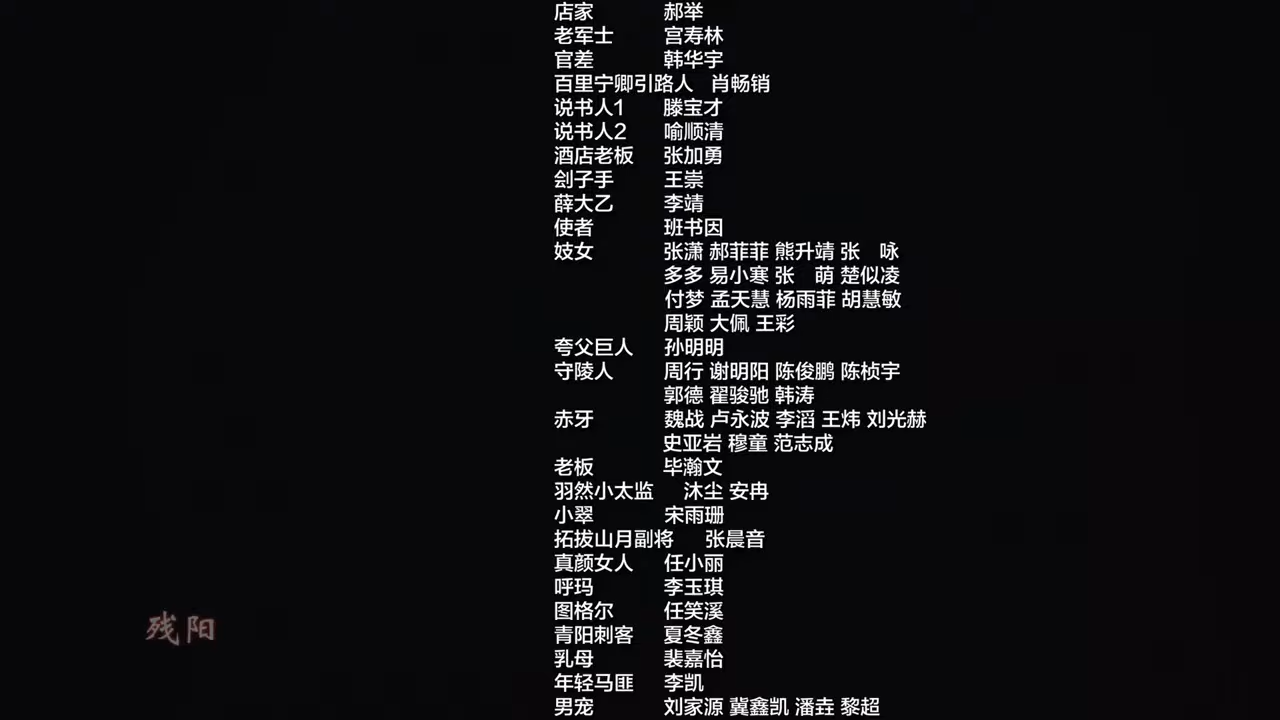 店家 郝举
老军士 宫寿林
官差 韩华宇
百里宁卿引路人 肖畅销
说书人1 滕宝才
说书人2 喻顺清
酒店老板 张加勇
刽子手 王崇
薛大乙 李靖
使者 班书因
妓女 张潇 郝菲菲 熊升靖 张 咏
多多 易小寒 张 萌 楚似凌
付梦 孟天慧 杨雨菲 胡慧敏
周颖 大佩 王彩
夸父巨人 孙明明
守陵人 周行 谢明阳 陈俊鹏 陈桢宇
郭德 翟骏驰 韩涛
赤牙 魏战 卢永波 李滔 王炜 刘光赫
史亚岩 穆童 范志成
老板 毕瀚文
羽然小太监 沐尘 安冉
小翠 宋雨珊
拓拔山月副将 张晨音
真颜女人 任小丽
呼玛 李玉琪
图格尔 任笑溪
青阳刺客 夏冬鑫
残阳
乳母 裴嘉怡
年轻马匪 李凯
男宠 刘家源 冀鑫凯 潘垚 黎超